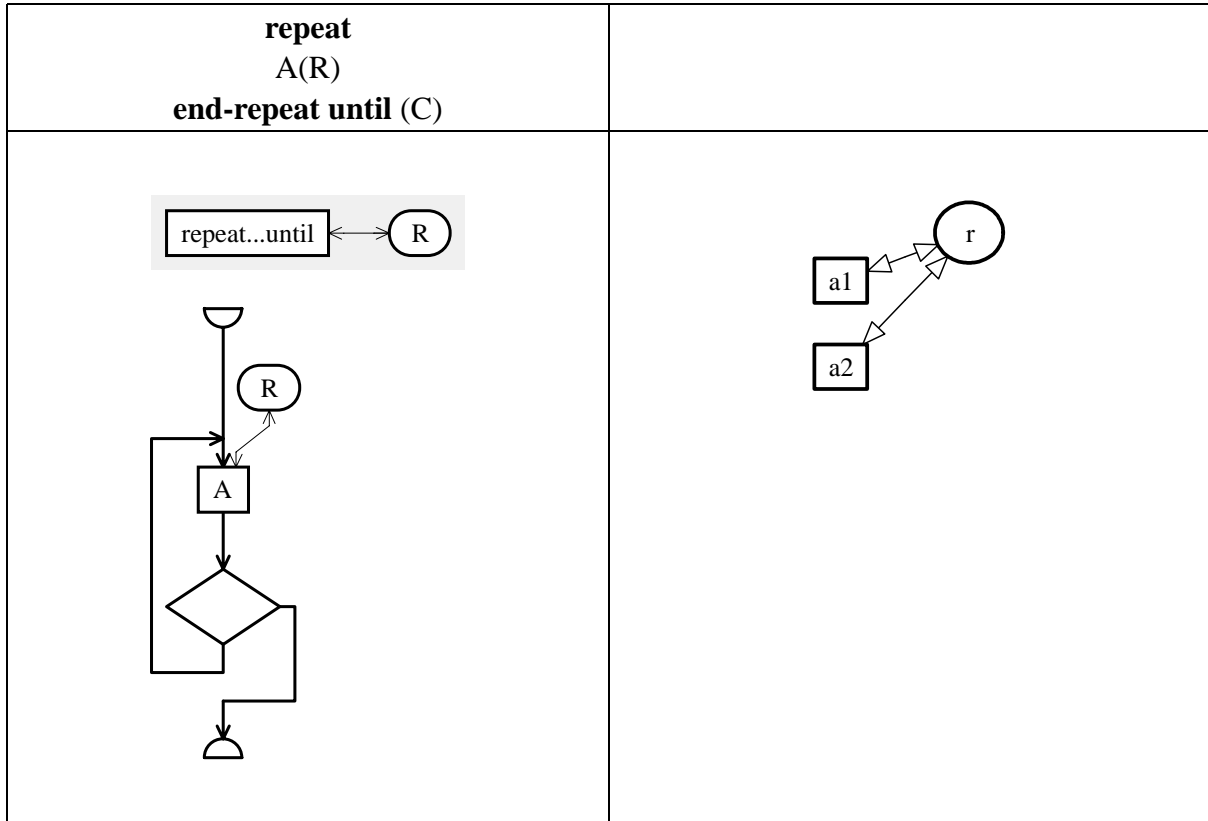 repeat
A(R)
end-repeat until (C)
repeat...until
R
R
A
r
a1
a2